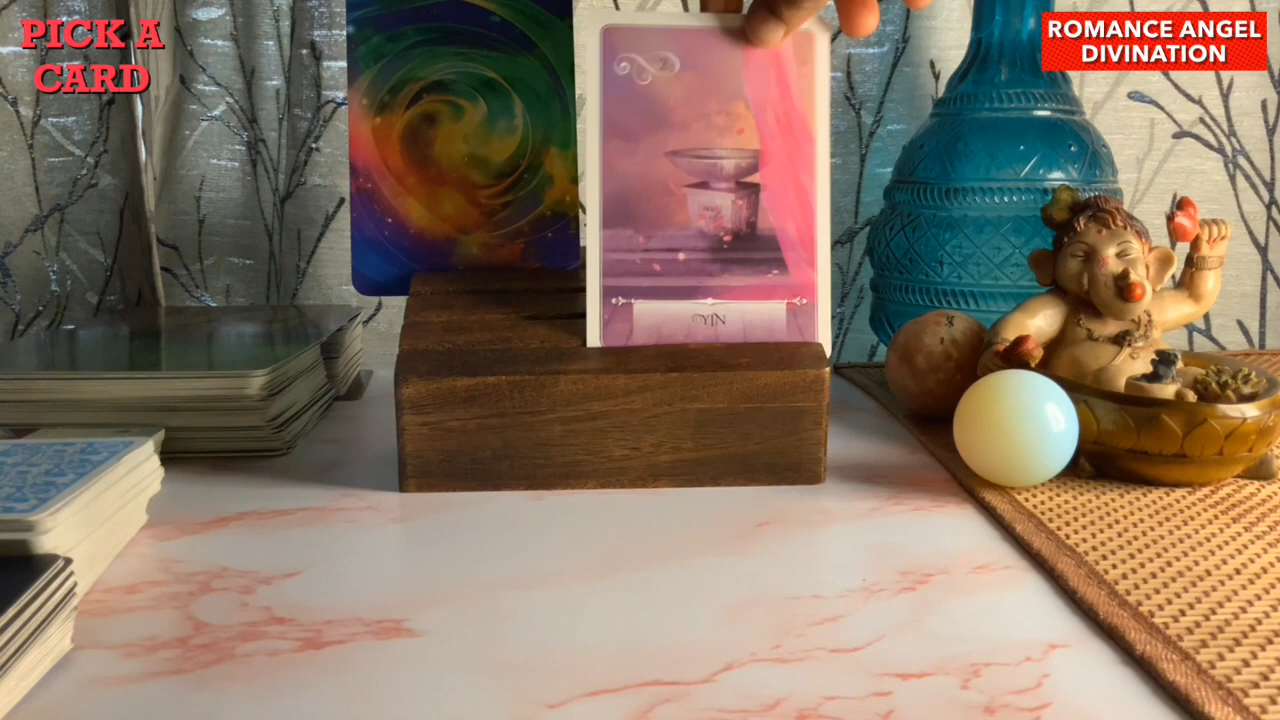 PICK A
CARD
ROMANCE ANGEL
DIVINATION
YIN